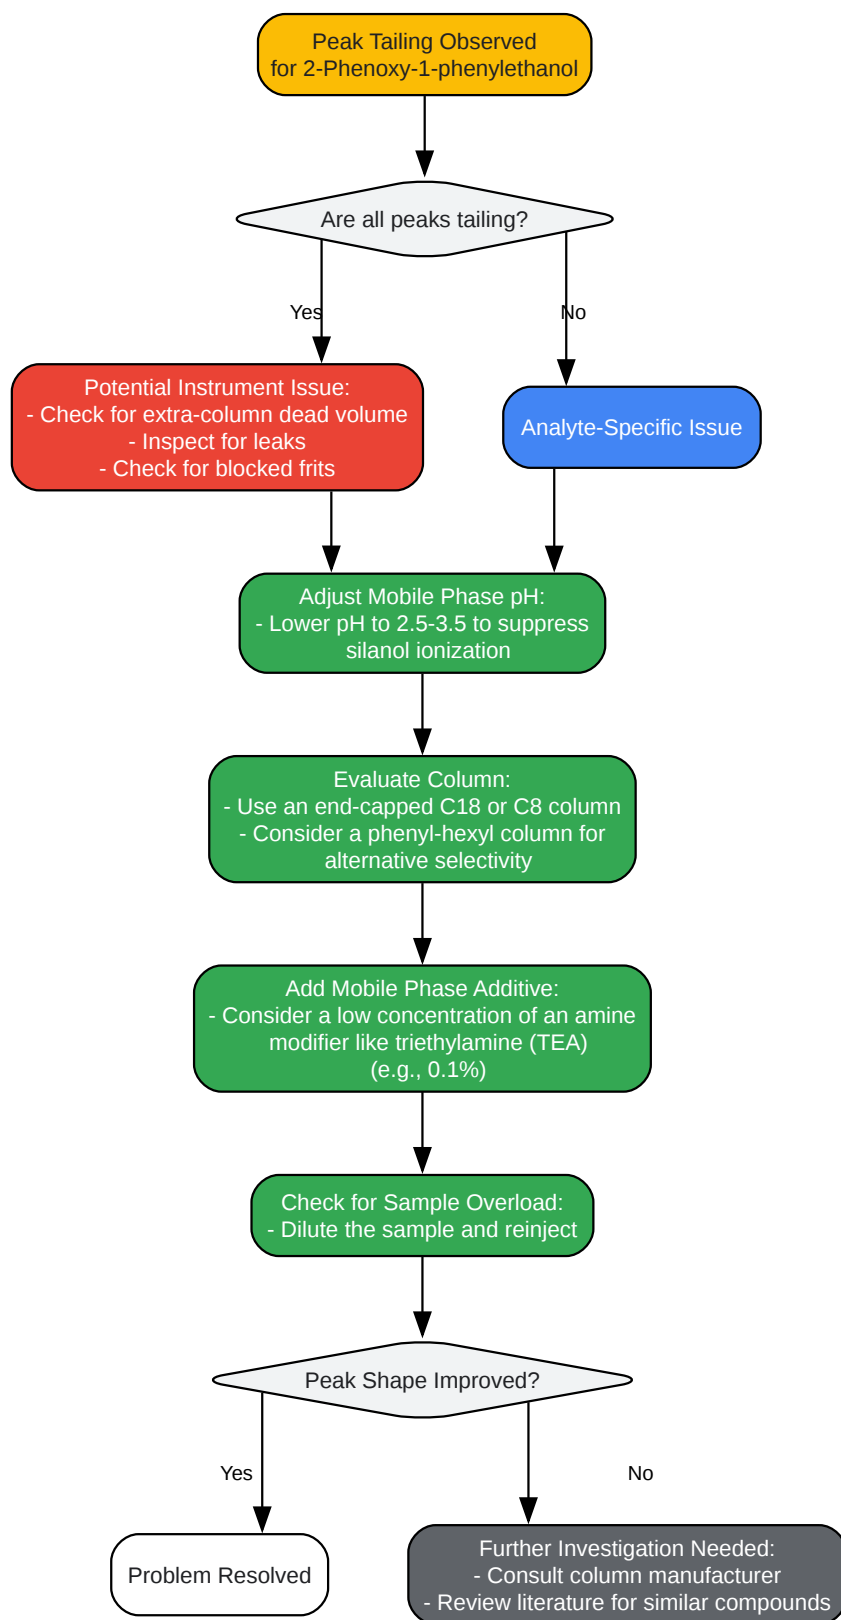 Peak Tailing Observed
for 2-Phenoxy-1-phenylethanol
Are all peaks tailing?
Yes
No
Potential Instrument Issue:
- Check for extra-column dead volume
- Inspect for leaks
- Check for blocked frits
Analyte-Specific Issue
Adjust Mobile Phase pH:
- Lower pH to 2.5-3.5 to suppress
silanol ionization
Evaluate Column:
- Use an end-capped C18 or C8 column
- Consider a phenyl-hexyl column for
alternative selectivity
Add Mobile Phase Additive:
- Consider a low concentration of an amine
modifier like triethylamine (TEA)
(e.g., 0.1%)
Check for Sample Overload:
- Dilute the sample and reinject
Peak Shape Improved?
Yes
No
Problem Resolved
Further Investigation Needed:
- Consult column manufacturer
- Review literature for similar compounds